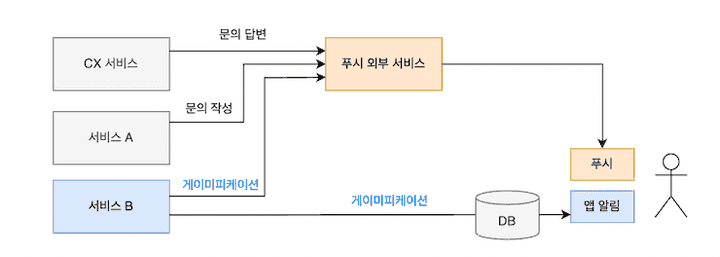 문의 답변
CX 서비스
푸시 외부 서비스
문의 작성
서비스 A
푸시
게이미피케이션
서비스 B
게이미피케이션
DB
앱 알림